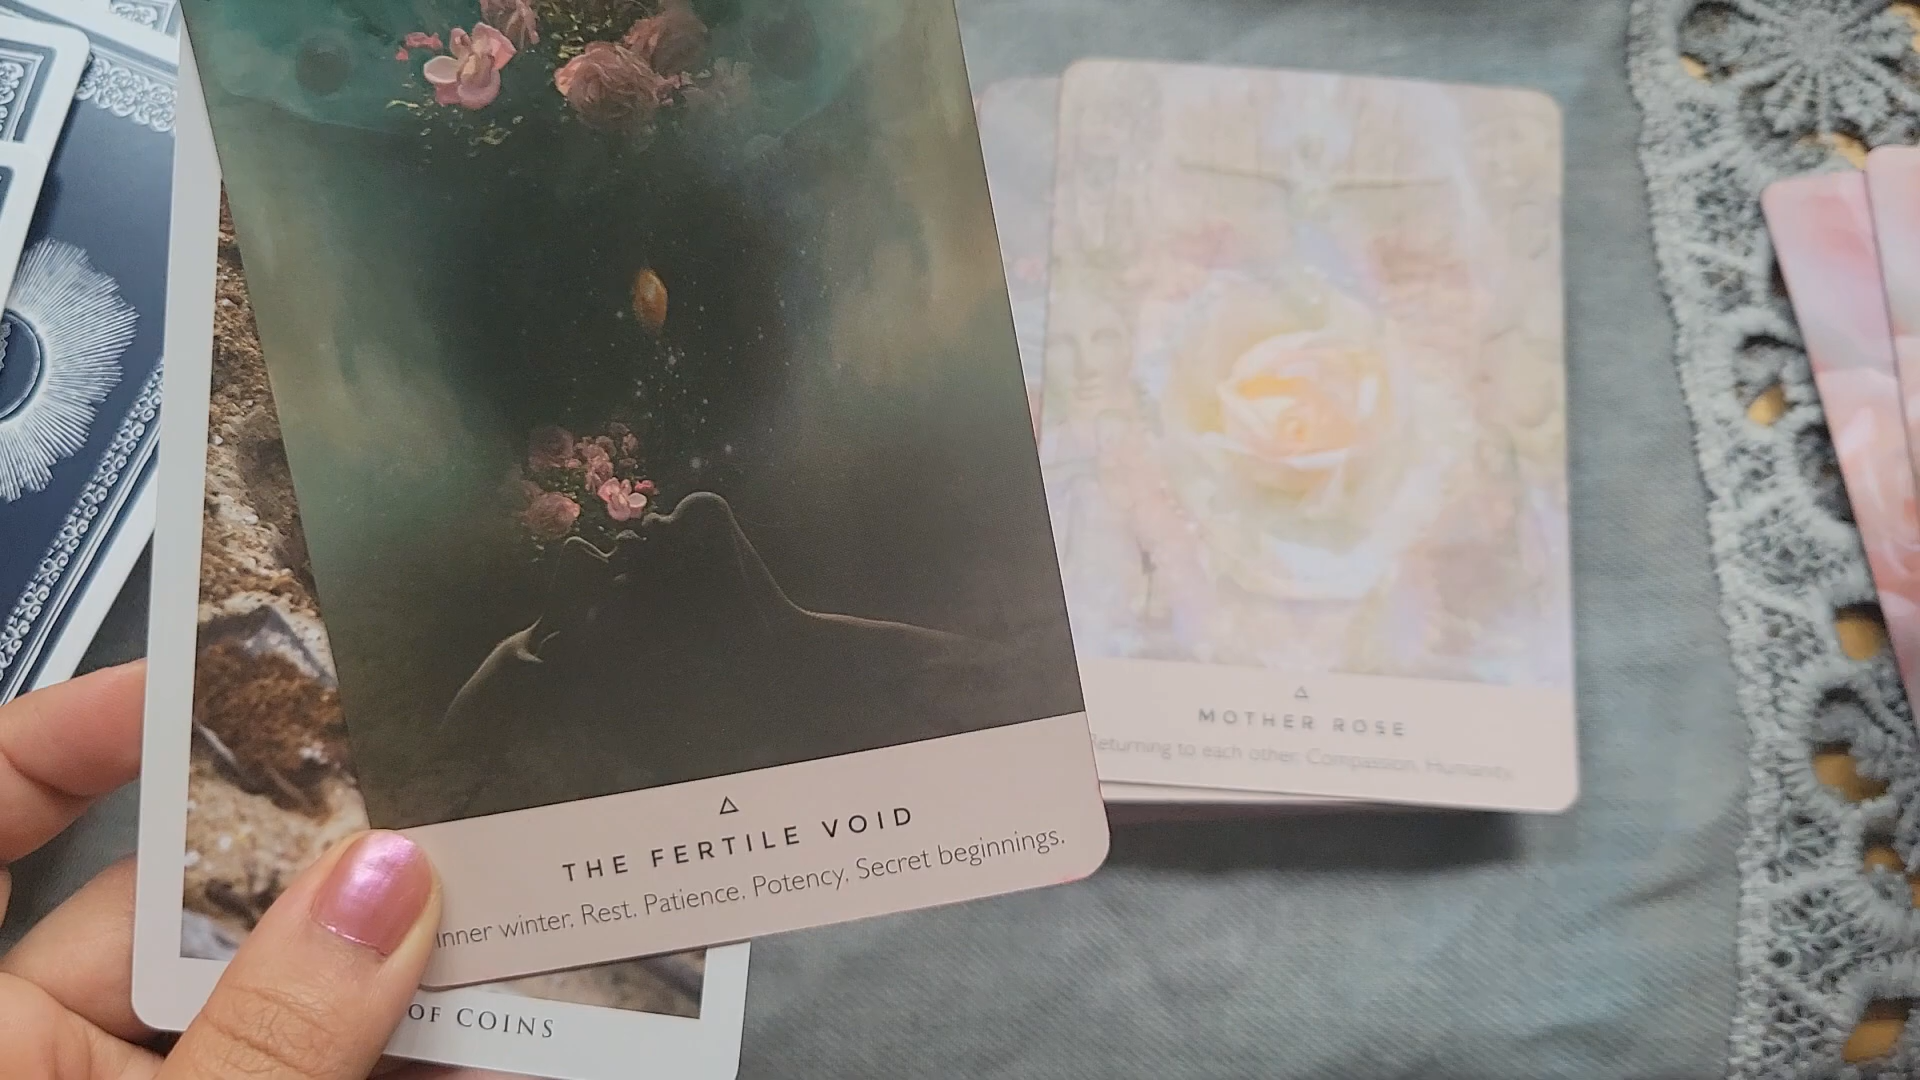 THE FERTILE VOID
Inner winter. Rest. Patience. Potency. Secret beginnings.
OF COINS
MOTHER ROSE
Returning to each other. Compassion. Humanity.